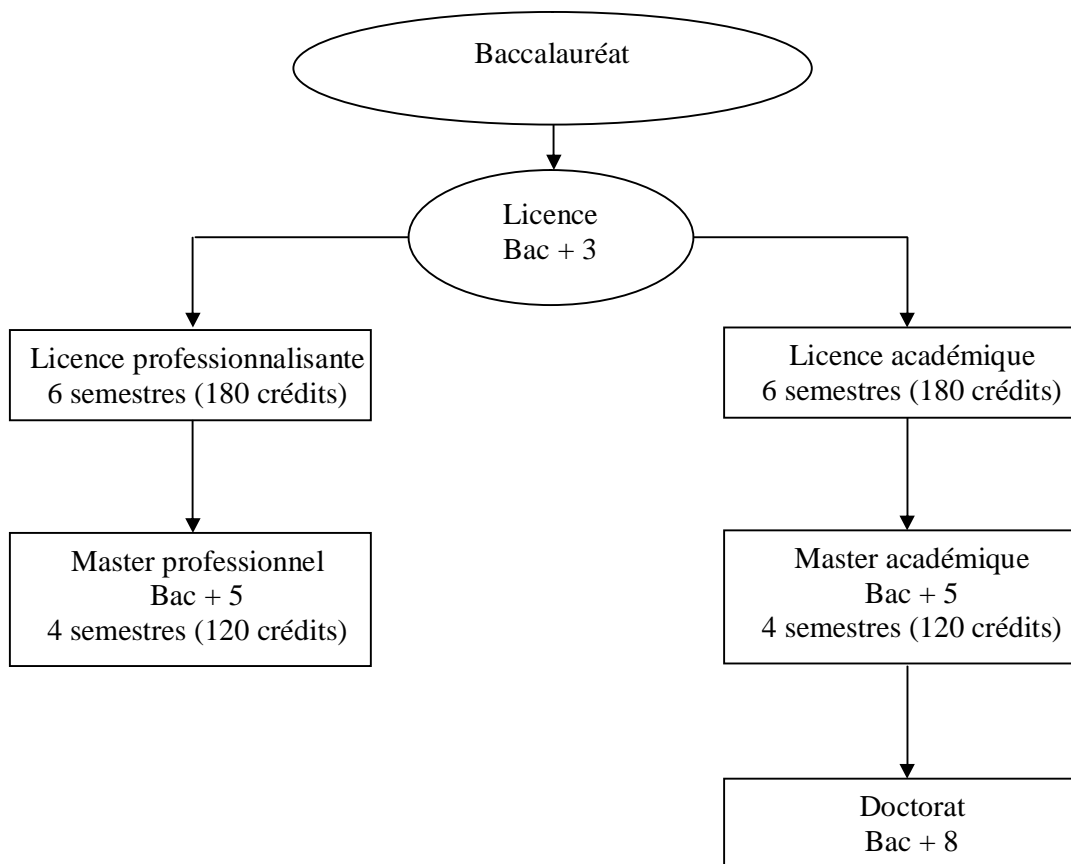 Baccalauréat
Licence
Bac + 3
Licence professionnalisante
6 semestres (180 crédits)
Licence académique
6 semestres (180 crédits)
Master professionnel
Bac + 5
4 semestres (120 crédits)
Master académique
Bac + 5
4 semestres (120 crédits)
Doctorat
Bac + 8